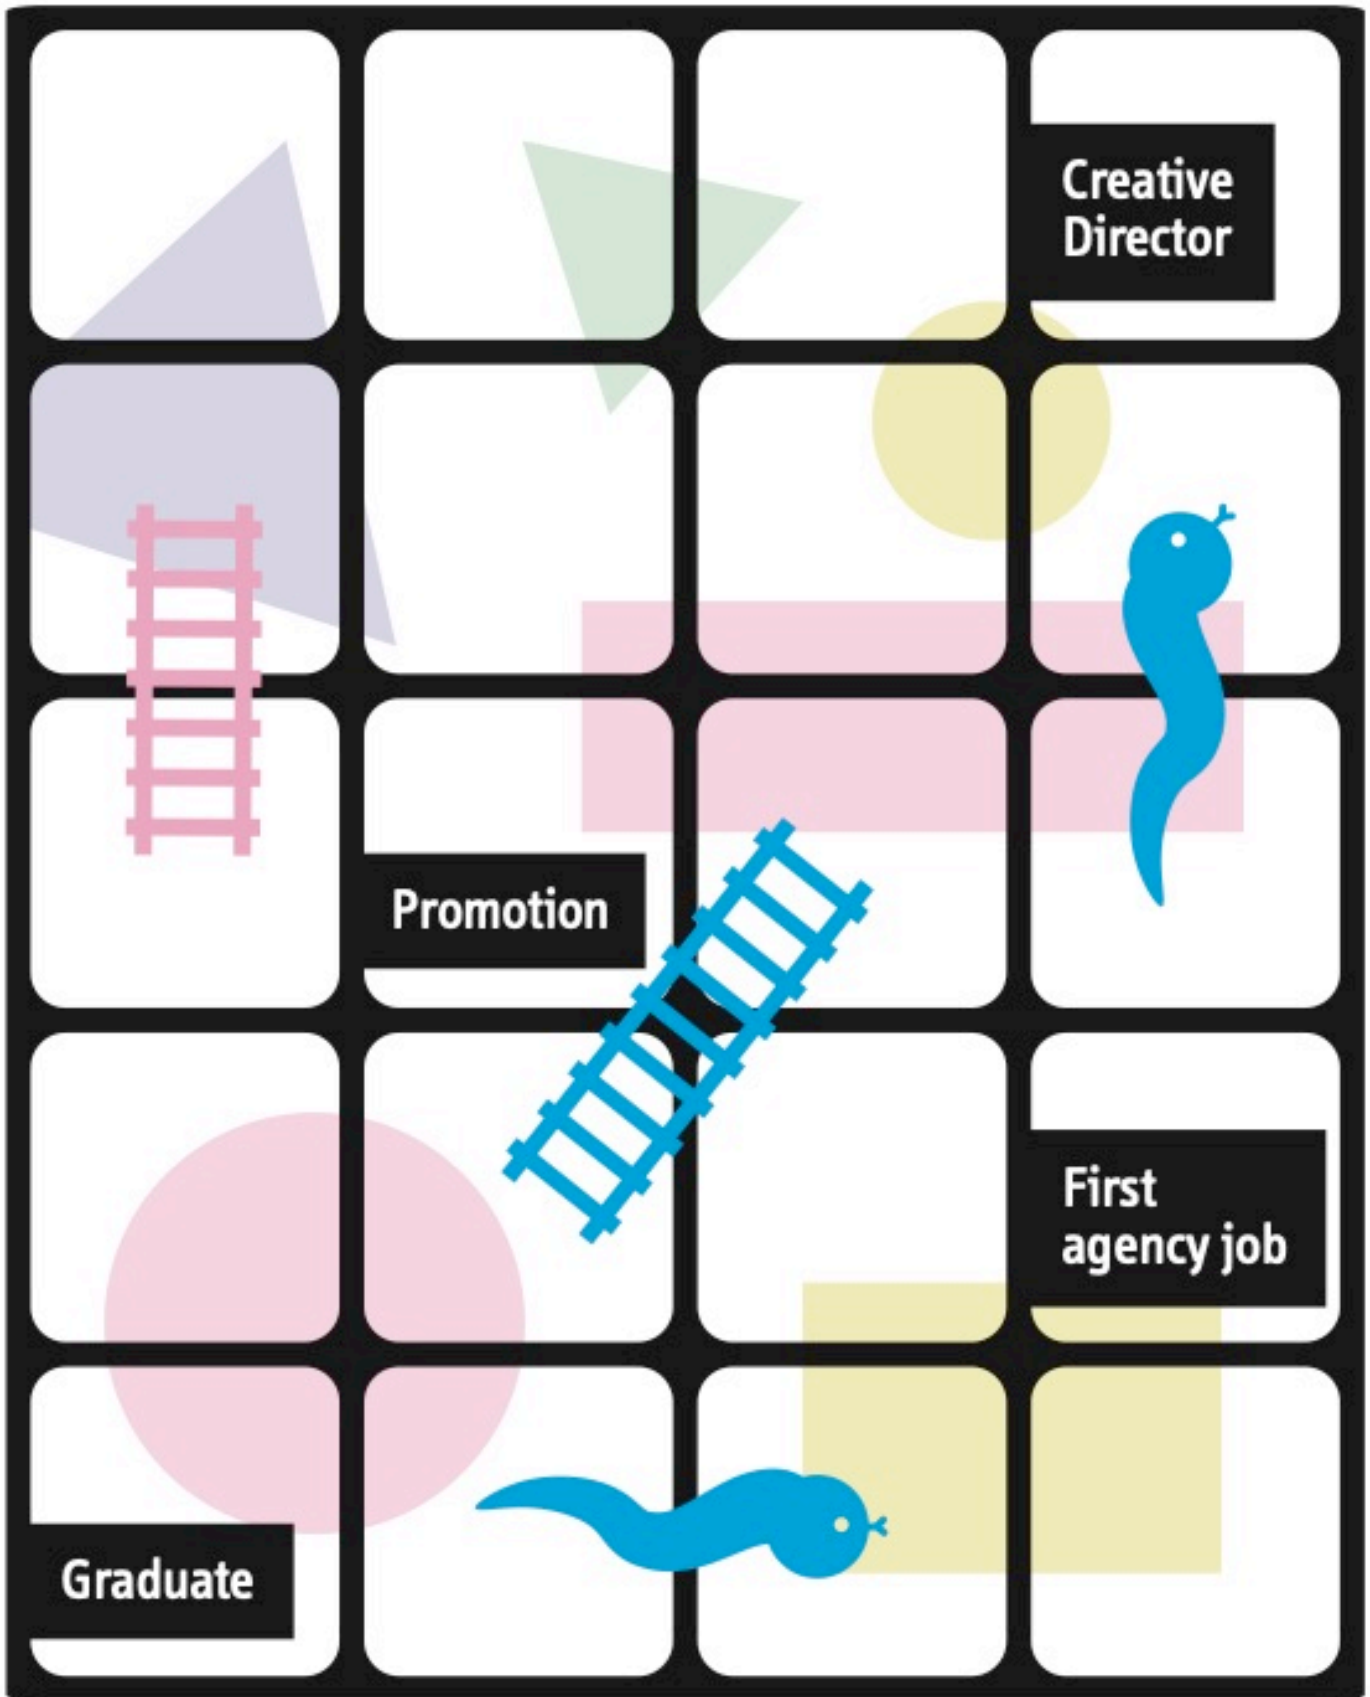 Creative
Director
Promotion
First
agency job
Graduate